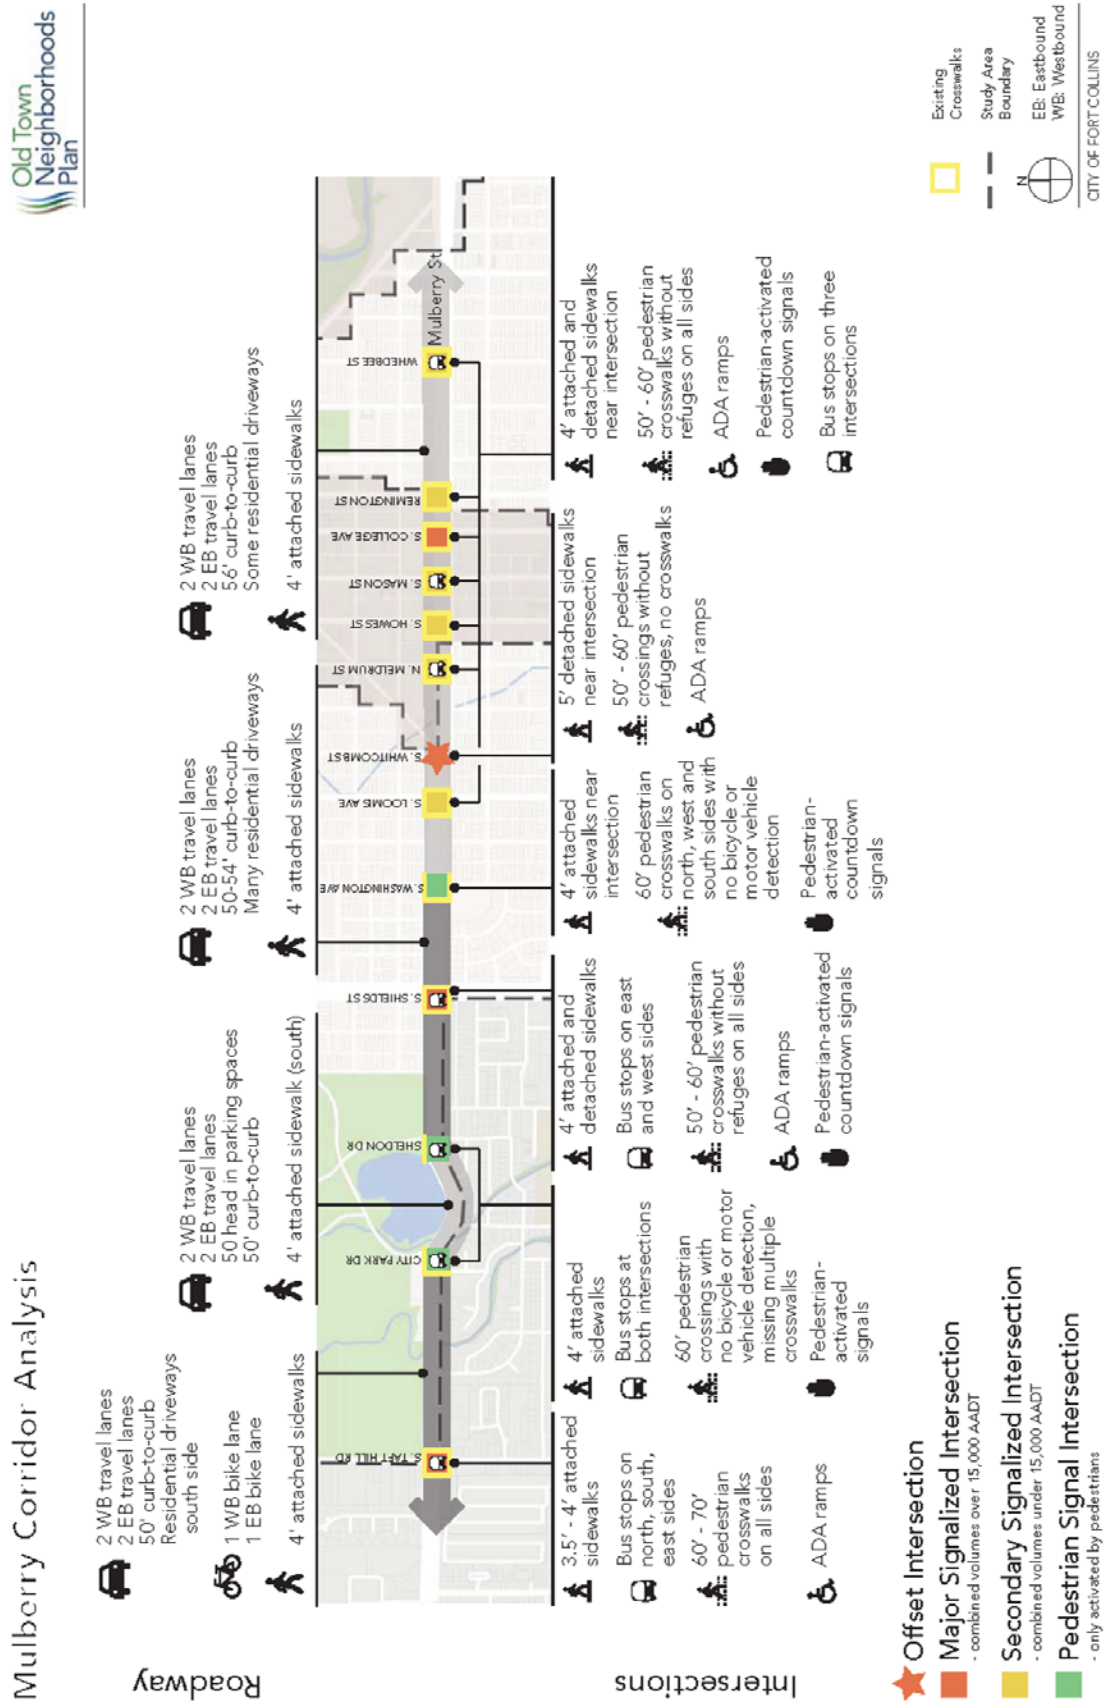 Mulberry Corridor Analysis
Old Town
Neighborhoods
Plan
Roadway
2 WB travel lanes
2 EB travel lanes
50' curb-to-curb
Residential driveways
south side
1 WB bike lane
1 EB bike lane
4' attached sidewalks
2 WB travel lanes
2 EB travel lanes
50 head in parking spaces
50' curb-to-curb
4' attached sidewalk (south)
2 WB travel lanes
2 EB travel lanes
50-54' curb-to-curb
Many residential driveways
4' attached sidewalks
2 WB travel lanes
2 EB travel lanes
56' curb-to-curb
Some residential driveways
4' attached sidewalks
S. TAFT HILL RD
CITY PARK DR
SHELDON DR
S. SHIELDS ST
S. WASHINGTON AVE
S. LOOMIS AVE
S. WHITCOMB ST
N. MELDRUM ST
S. HOWES ST
S. MASON ST
S. COLLEGE AVE
REMINGTON ST
WHEDBEE ST
Mulberry St
Intersections
3.5' - 4' attached
sidewalks
Bus stops on
north, south,
east sides
60' - 70'
pedestrian
crosswalks
on all sides
ADA ramps
4' attached
sidewalks
Bus stops at
both intersections
60' pedestrian
crossings with
no bicycle or motor
vehicle detection,
missing multiple
crosswalks
Pedestrian-
activated
signals
4' attached and
detached sidewalks
Bus stops on east
and west sides
50' - 60' pedestrian
crosswalks without
refuges on all sides
ADA ramps
Pedestrian-activated
countdown signals
4' attached
sidewalks near
intersection
60' pedestrian
crosswalks on
north, west and
south sides with
no bicycle or
motor vehicle
detection
Pedestrian-
activated
countdown
signals
5' detached sidewalks
near intersection
50' - 60' pedestrian
crossings without
refuges, no crosswalks
ADA ramps
4' attached and
detached sidewalks
near intersection
50' - 60' pedestrian
crosswalks without
refuges on all sides
ADA ramps
Pedestrian-activated
countdown signals
Bus stops on three
intersections
Offset Intersection
Major Signalized Intersection
- combined volumes over 15,000 AADT
Secondary Signalized Intersection
- combined volumes under 15,000 AADT
Pedestrian Signal Intersection
- only activated by pedestrians
Existing
Crosswalks
Study Area
Boundary
N
EB: Eastbound
WB: Westbound
CITY OF FORT COLLINS